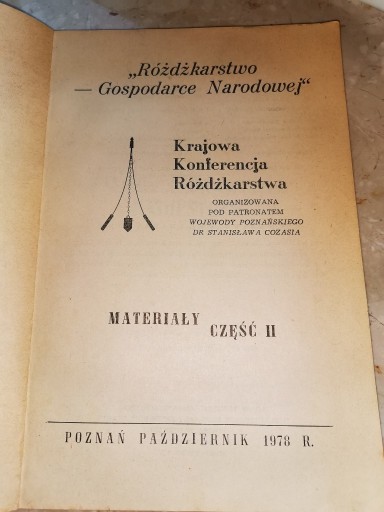 „Różdżkarstwo
— Gospodarce Narodowej"
Krajowa
Konferencja
Różdżkarstwa
ORGANIZOWANA
POD PATRONATEM
WOJEWODY POZNAŃSKIEGO
DR STANISŁAWA COZASIA
MATERIAŁY CZĘŚĆ II
POZNAŃ PAŹDZIERNIK 1978 R.